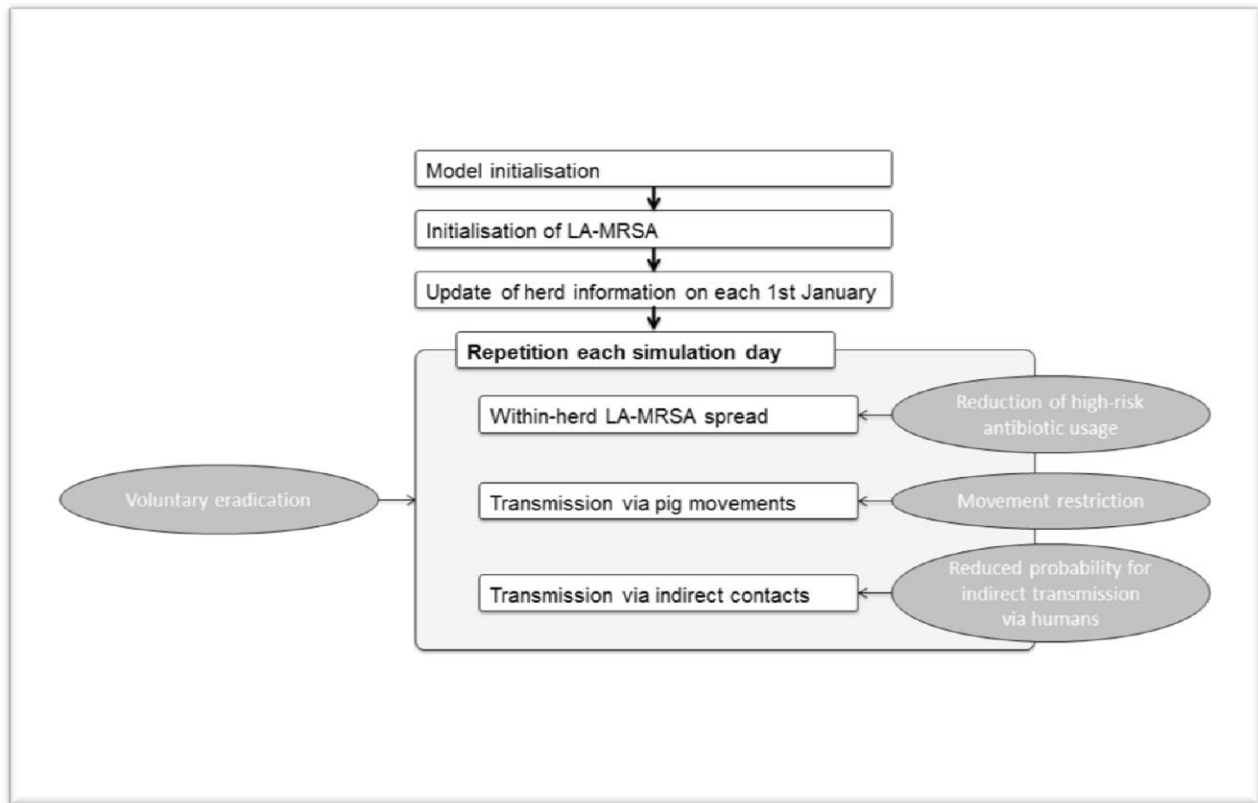 Model initialisation
Initialisation of LA-MRSA
Update of herd information on each 1st January
Repetition each simulation day
Within-herd LA-MRSA spread
Reduction of high-risk
antibiotic usage
Voluntary eradication
Transmission via pig movements
Movement restriction
Transmission via indirect contacts
Reduced probability for
indirect transmission
via humans